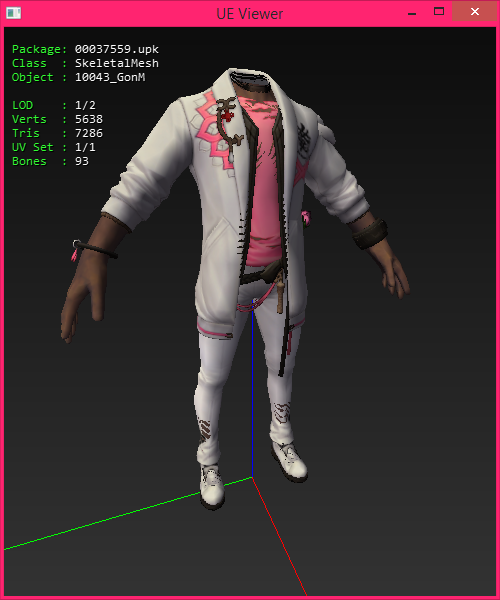 UE Viewer
Package: 00037559.upk
Class  : SkeletalMesh
Object : 10043_GonM
LOD    : 1/2
Verts  : 5638
Tris   : 7286
UV Set : 1/1
Bones  : 93